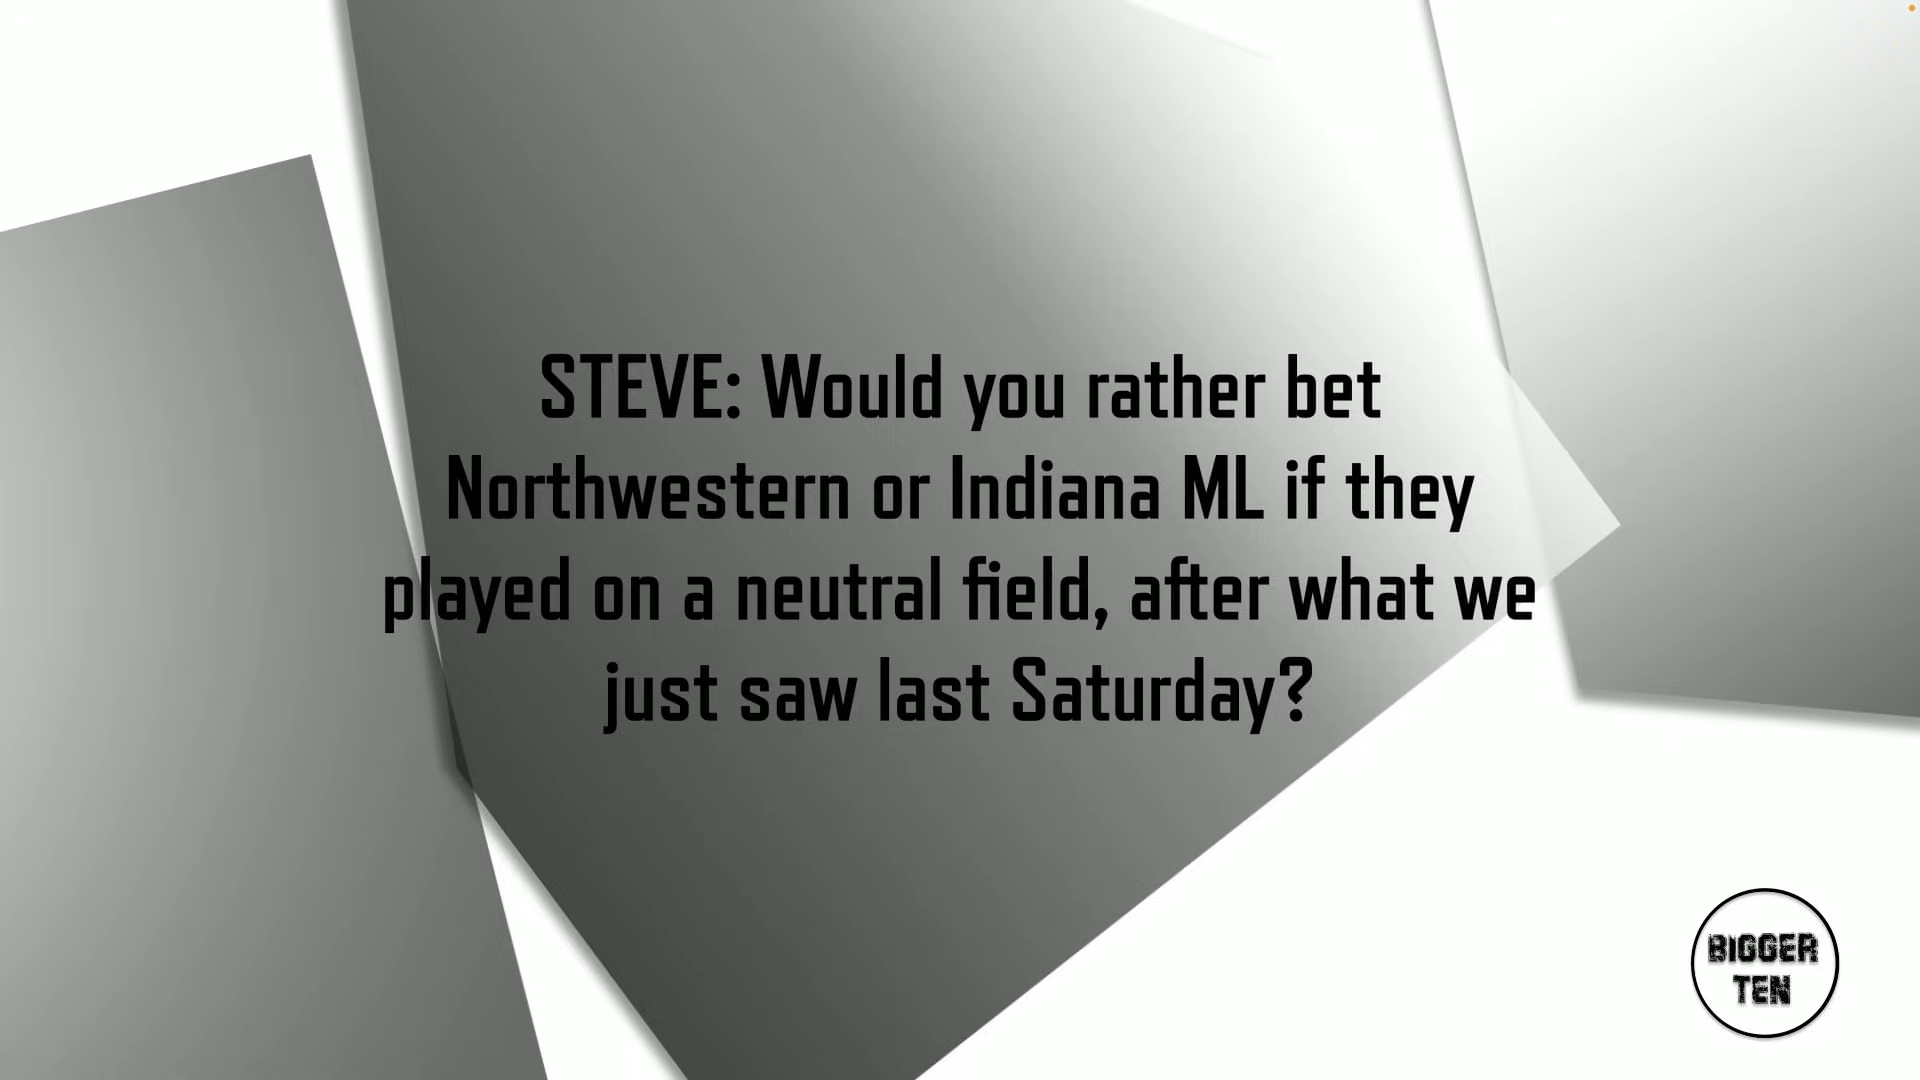 STEVE: Would you rather bet
Northwestern or Indiana ML if they
played on a neutral field, after what we
just saw last Saturday?
BIGGER
TEN